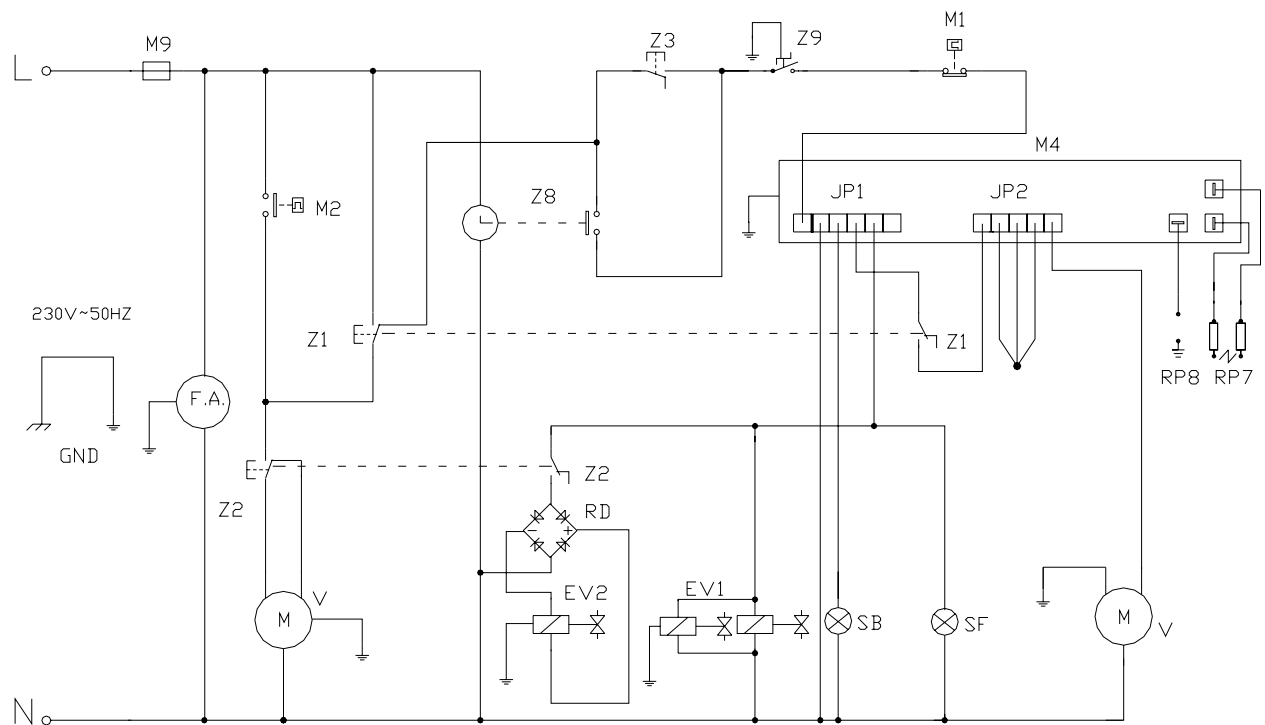 M9
L
Z3
Z9
M1
M4
JP1
JP2
M2
Z8
230V~50HZ
Z1
Z1
RP8
RP7
F.A.
GND
Z2
Z2
RD
-
+
EV2
EV1
M
V
SB
SF
M
V
N